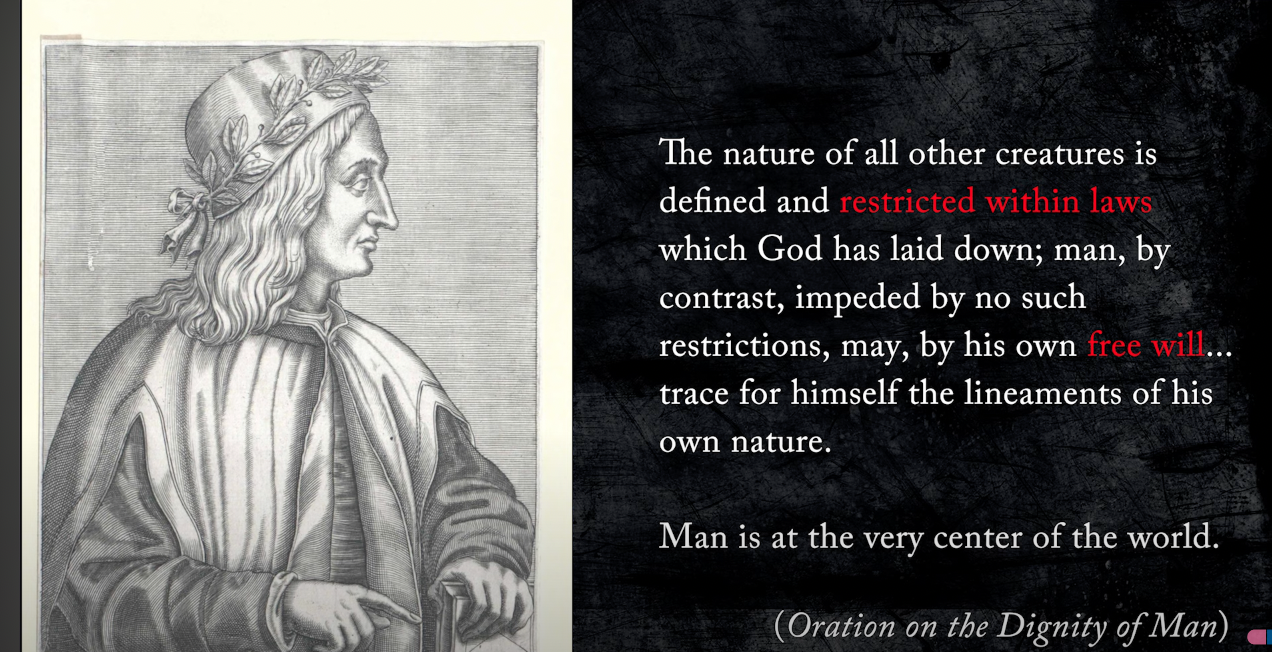 The nature of all other creatures is
defined and restricted within laws
which God has laid down; man, by
contrast, impeded by no such
restrictions, may, by his own free will...
trace for himself the lineaments of his
own nature.
Man is at the very center of the world.
(Oration on the Dignity of Man)